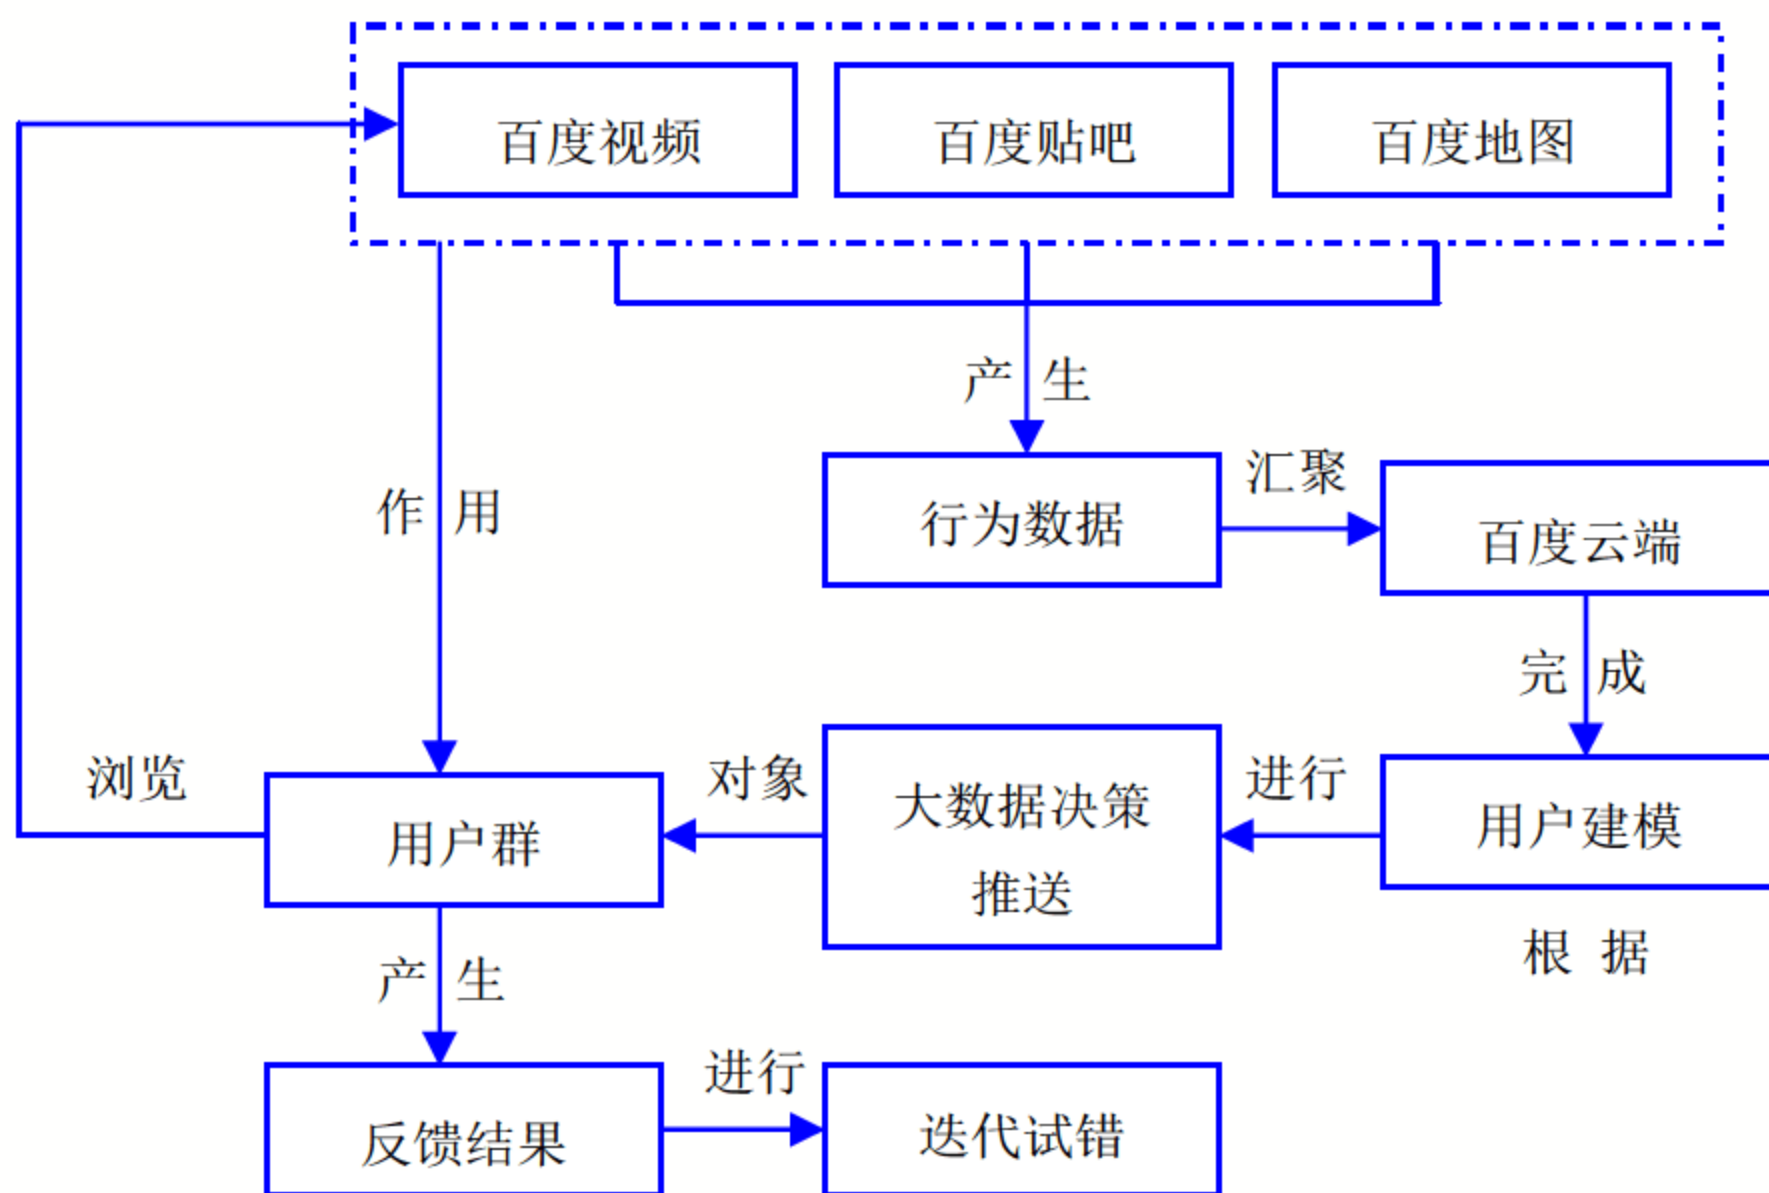 百度视频
百度贴吧
百度地图
产 生
作 用
汇聚
行为数据
百度云端
完 成
浏览
对象
进行
用户群
大数据决策
推送
用户建模
根 据
产 生
进行
反馈结果
迭代试错